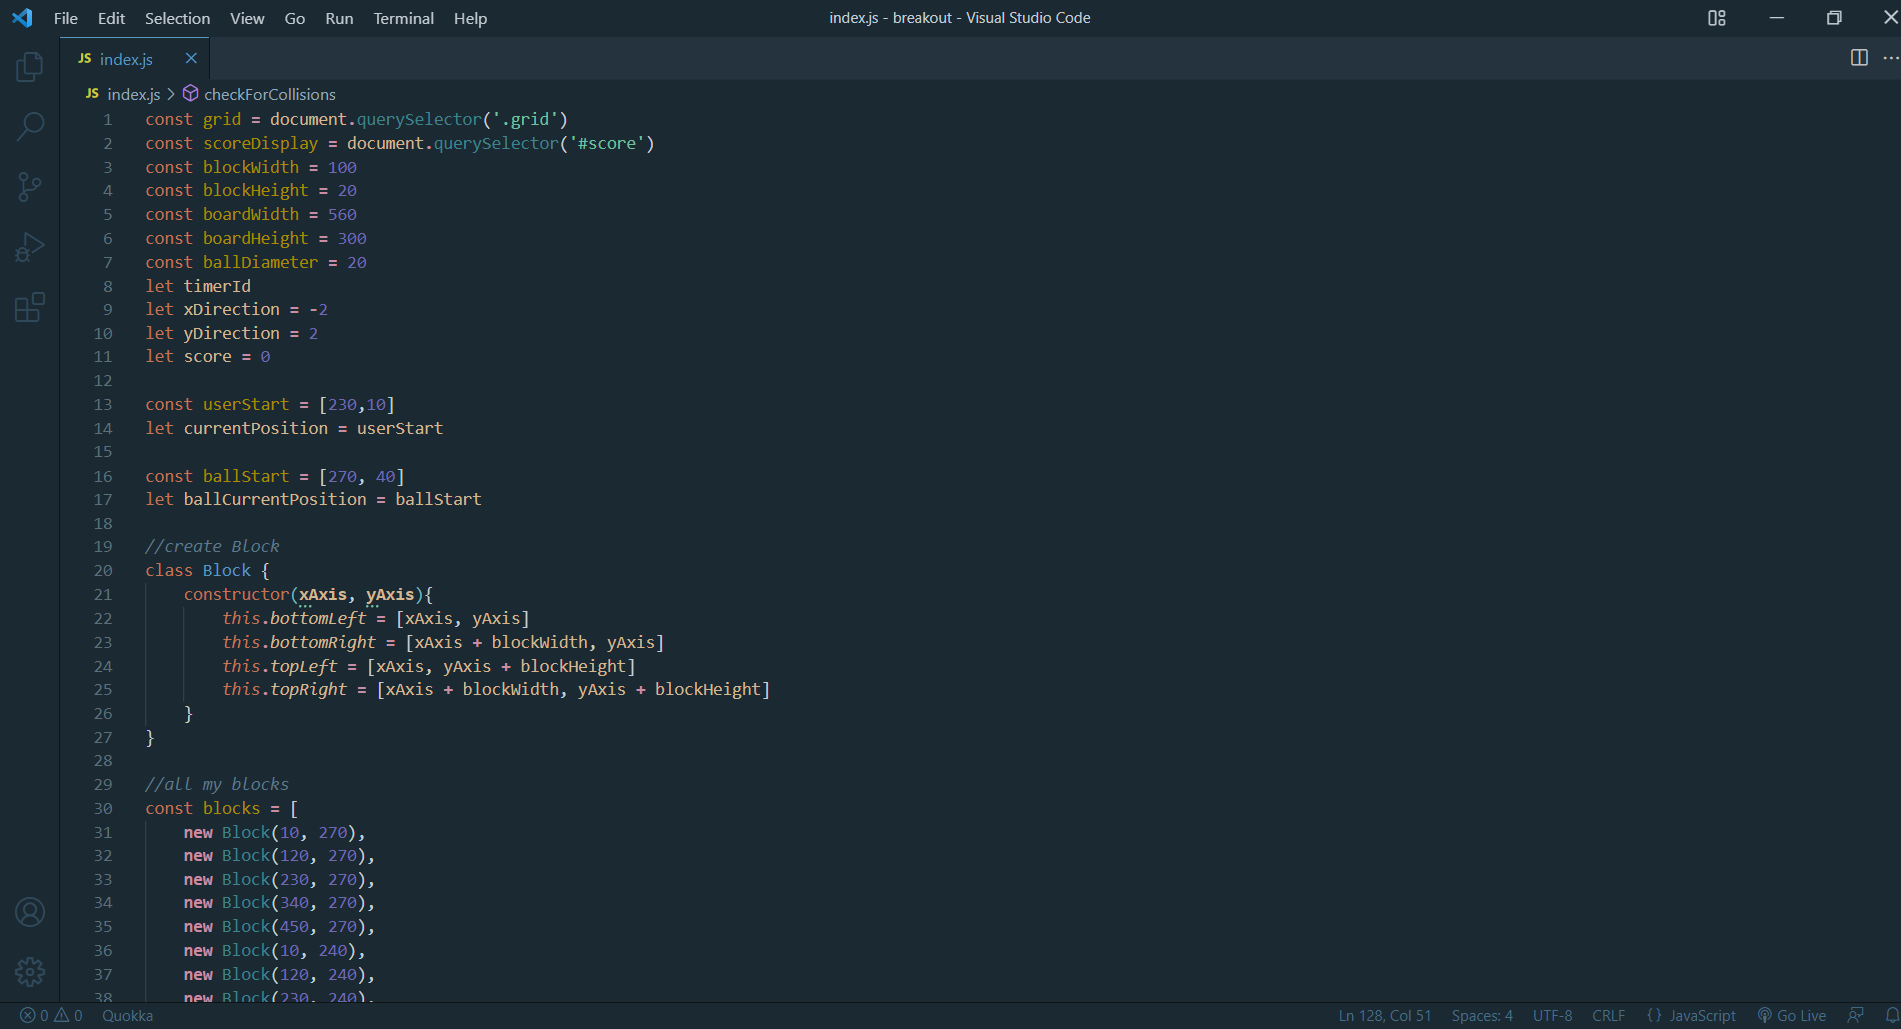 File Edit Selection View Go Run Terminal Help index.js - breakout - Visual Studio Code
JS index.js
JS index.js > checkForCollisions
1 const grid = document.querySelector('.grid')
2 const scoreDisplay = document.querySelector('#score')
3 const blockWidth = 100
4 const blockHeight = 20
5 const boardWidth = 560
6 const boardHeight = 300
7 const ballDiameter = 20
8 let timerId
9 let xDirection = -2
10 let yDirection = 2
11 let score = 0
12
13 const userStart = [230,10]
14 let currentPosition = userStart
15
16 const ballStart = [270, 40]
17 let ballCurrentPosition = ballStart
18
19 //create Block
20 class Block {
21 constructor(xAxis, yAxis){
22 this.bottomLeft = [xAxis, yAxis]
23 this.bottomRight = [xAxis + blockWidth, yAxis]
24 this.topLeft = [xAxis, yAxis + blockHeight]
25 this.topRight = [xAxis + blockWidth, yAxis + blockHeight]
26 }
27 }
28
29 //all my blocks
30 const blocks = [
31 new Block(10, 270),
32 new Block(120, 270),
33 new Block(230, 270),
34 new Block(340, 270),
35 new Block(450, 270),
36 new Block(10, 240),
37 new Block(120, 240),
38 new Block(230, 240),
0 0 Quokka Ln 128, Col 51 Spaces: 4 UTF-8 CRLF {} JavaScript Go Live